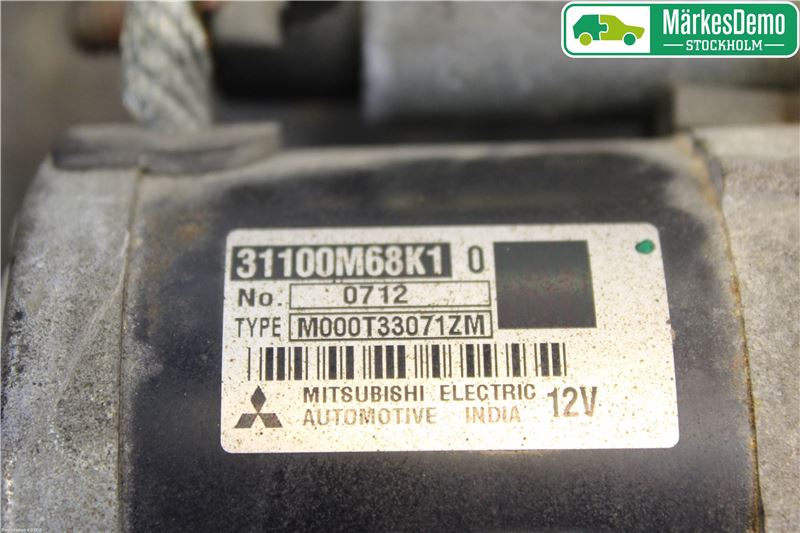 MärkesDemo
STOCKHOLM
31100M68K1 0
No. 0712
TYPE M000T33071ZM
MITSUBISHI ELECTRIC
AUTOMOTIVE INDIA 12V